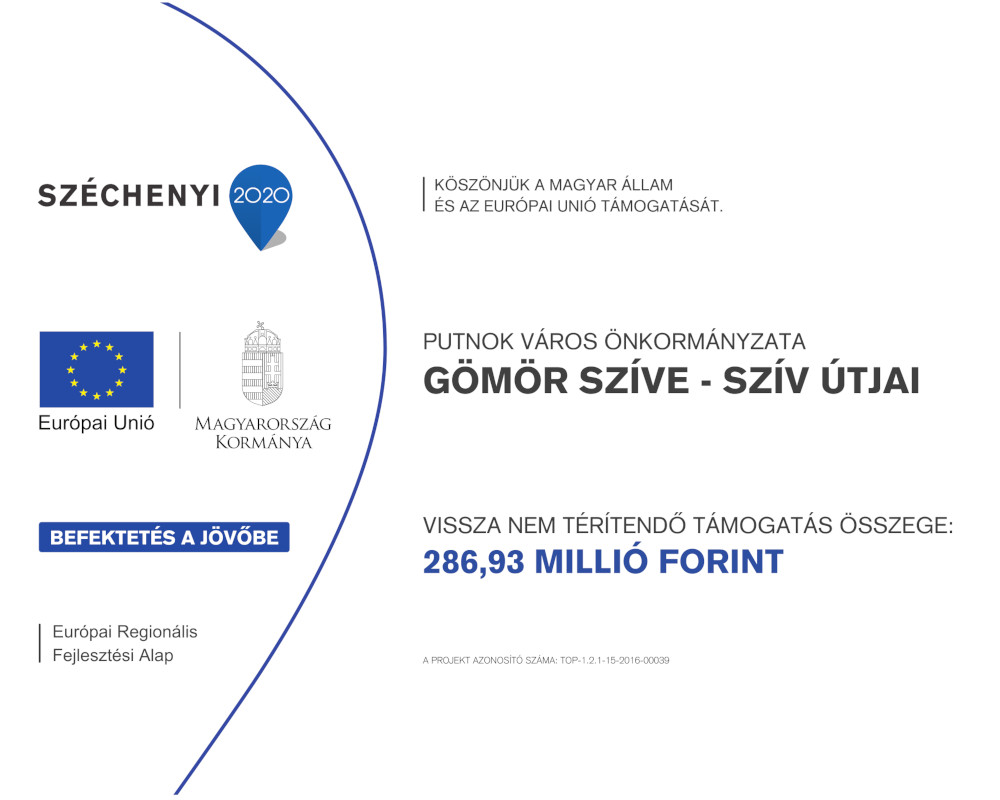 SZÉCHENYI 2020
KÖSZÖNJÜK A MAGYAR ÁLLAM
ÉS AZ EURÓPAI UNIÓ TÁMOGATÁSÁT.
Európai Unió
MAGYARORSZÁG
KORMÁNYA
PUTNOK VÁROS ÖNKORMÁNYZATA
GÖMÖR SZÍVE - SZÍV ÚTJAI
BEFEKTETÉS A JÖVŐBE
VISSZA NEM TÉRÍTENDŐ TÁMOGATÁS ÖSSZEGE:
286,93 MILLIÓ FORINT
Európai Regionális
Fejlesztési Alap
A PROJEKT AZONOSÍTÓ SZÁMA: TOP-1.2.1-15-2016-00039